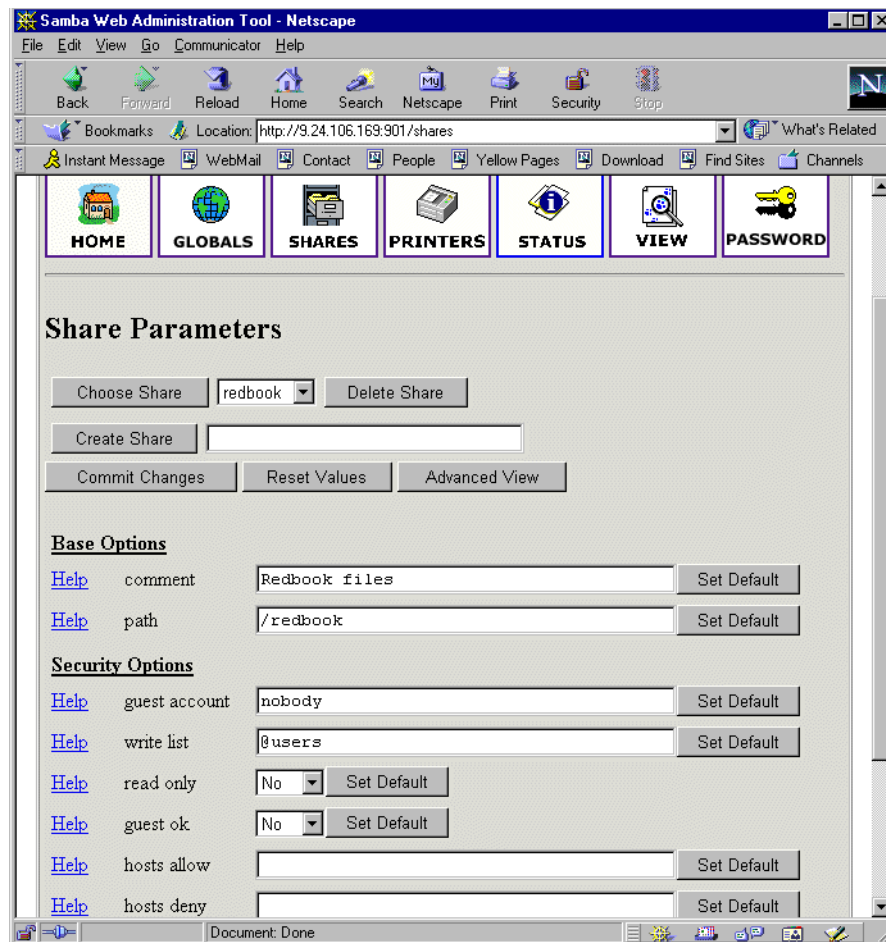 Samba Web Administration Tool - Netscape
File Edit View Go Communicator Help
Back Forward Reload Home Search Netscape Print Security Stop
My
N
Bookmarks Location: http://9.24.106.169:901/shares What's Related
Instant Message WebMail Contact People Yellow Pages Download Find Sites Channels
HOME GLOBALS SHARES PRINTERS STATUS VIEW PASSWORD
Share Parameters
Choose Share redbook Delete Share
Create Share
Commit Changes Reset Values Advanced View
Base Options
Help comment Redbook files Set Default
Help path /redbook Set Default
Security Options
Help guest account nobody Set Default
Help write list @users Set Default
Help read only No Set Default
Help guest ok No Set Default
Help hosts allow Set Default
Help hosts deny Set Default
Document: Done